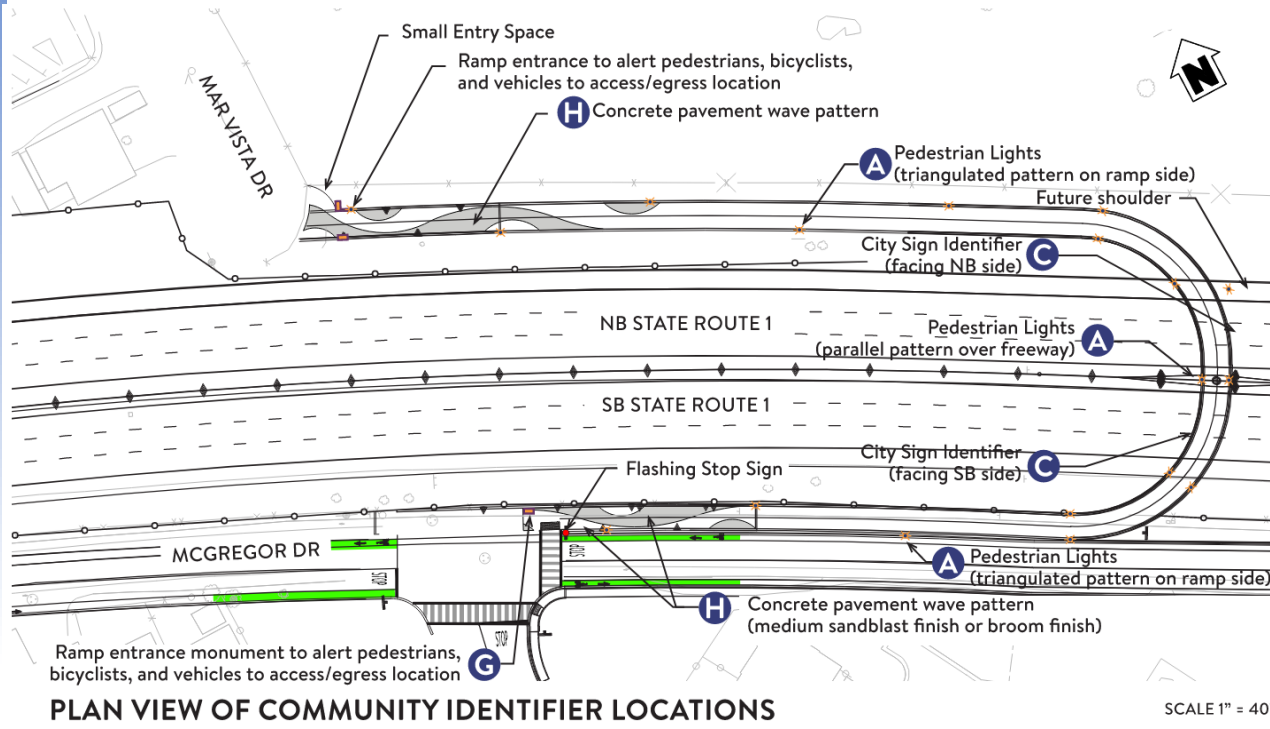 Small Entry Space
Ramp entrance to alert pedestrians, bicyclists,
and vehicles to access/egress location
H Concrete pavement wave pattern
N
MAR VISTA DR
A Pedestrian Lights
(triangulated pattern on ramp side)
Future shoulder
City Sign Identifier
(facing NB side) C
NB STATE ROUTE 1
Pedestrian Lights
(parallel pattern over freeway) A
SB STATE ROUTE 1
City Sign Identifier
(facing SB side) C
Flashing Stop Sign
MCGREGOR DR
STOP
STOP
STOP
A Pedestrian Lights
(triangulated pattern on ramp side)
H Concrete pavement wave pattern
(medium sandblast finish or broom finish)
Ramp entrance monument to alert pedestrians,
bicyclists, and vehicles to access/egress location G
PLAN VIEW OF COMMUNITY IDENTIFIER LOCATIONS
SCALE 1" = 40